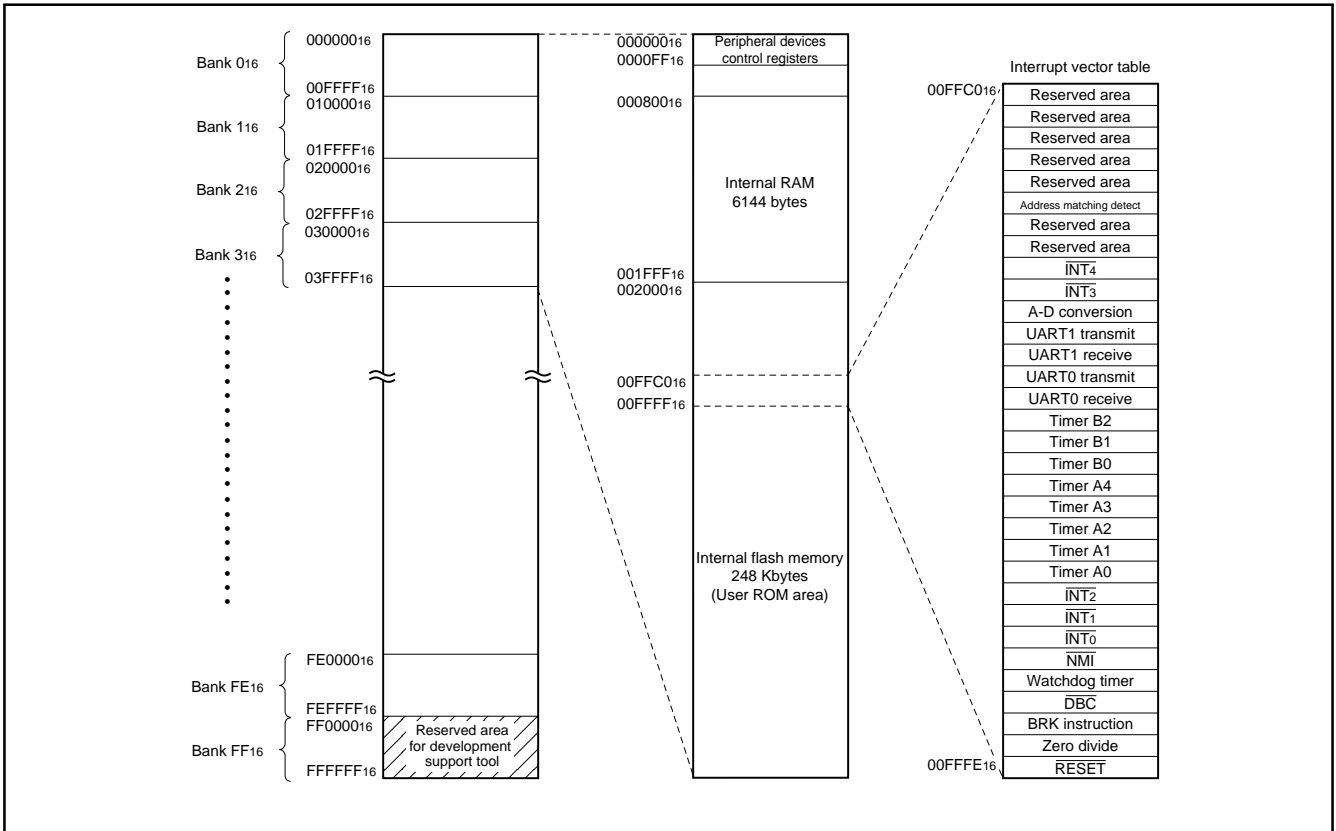 Bank 016
Bank 116
Bank 216
Bank 316
Bank FE16
Bank FF16
00000016
00FFFF16
01000016
01FFFF16
02000016
02FFFF16
03000016
03FFFF16
FE000016
FEFFFF16
FF000016
FFFFFF16
Reserved area
for development
support tool
00000016
0000FF16
00080016
001FFF16
00200016
00FFC016
00FFFF16
Peripheral devices
control registers
Internal RAM
6144 bytes
Internal flash memory
248 Kbytes
(User ROM area)
Interrupt vector table
00FFC016
00FFFE16
Reserved area
Reserved area
Reserved area
Reserved area
Reserved area
Address matching detect
Reserved area
Reserved area
INT4
INT3
A-D conversion
UART1 transmit
UART1 receive
UART0 transmit
UART0 receive
Timer B2
Timer B1
Timer B0
Timer A4
Timer A3
Timer A2
Timer A1
Timer A0
INT2
INT1
INT0
NMI
Watchdog timer
DBC
BRK instruction
Zero divide
RESET